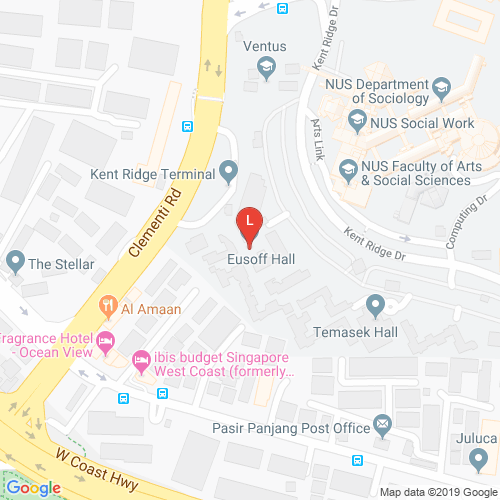 Ventus
Kent Ridge Dr
NUS Department
of Sociology
NUS Social Work
Arts Link
NUS Faculty of Arts
& Social Sciences
Kent Ridge Terminal
Clementi Rd
Computing Dr
L
Kent Ridge Dr
Eusoff Hall
The Stellar
Al Amaan
Temasek Hall
Fragrance Hotel
- Ocean View
ibis budget Singapore
West Coast (formerly...
Pasir Panjang Post Office
Juluca
W Coast Hwy
Google
Map data ©2019 Google